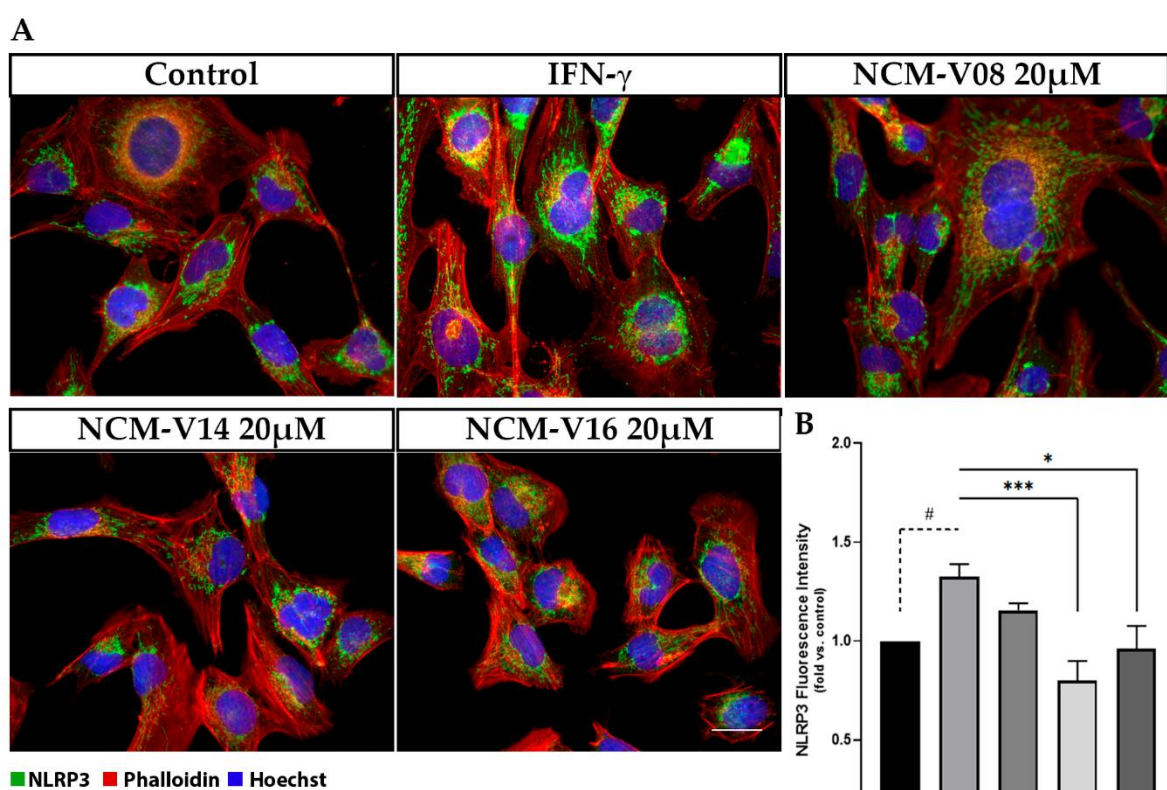 A
Control
IFN-γ
NCM-V08 20μM
NCM-V14 20μM
NCM-V16 20μM
NLRP3 Phalloidin Hoechst
B
NLRP3 Fluorescence Intensity
(fold vs. control)
2.0
1.5
1.0
0.5
#
***
*